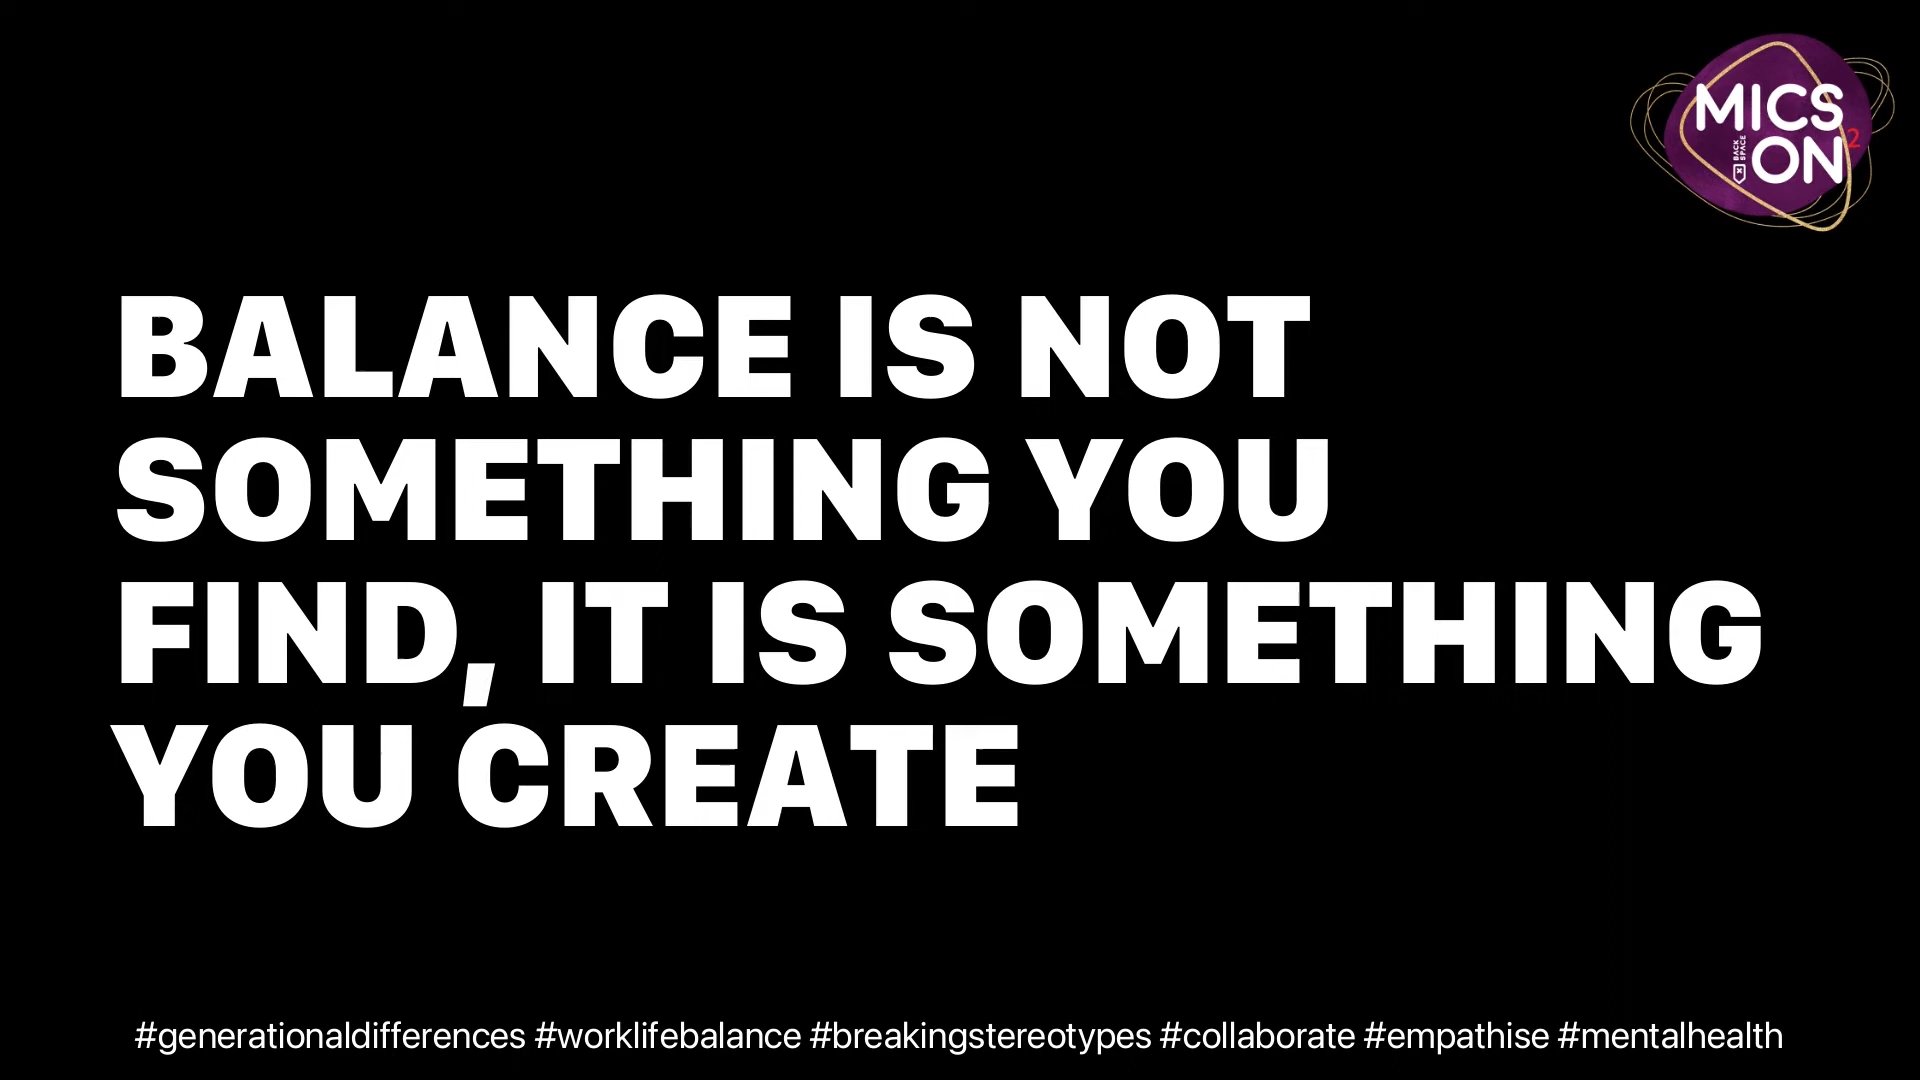 MICS
ON 2
BACK
SPACE
BALANCE IS NOT
SOMETHING YOU
FIND, IT IS SOMETHING
YOU CREATE
#generationaldifferences #worklifebalance #breakingstereotypes #collaborate #empathise #mentalhealth